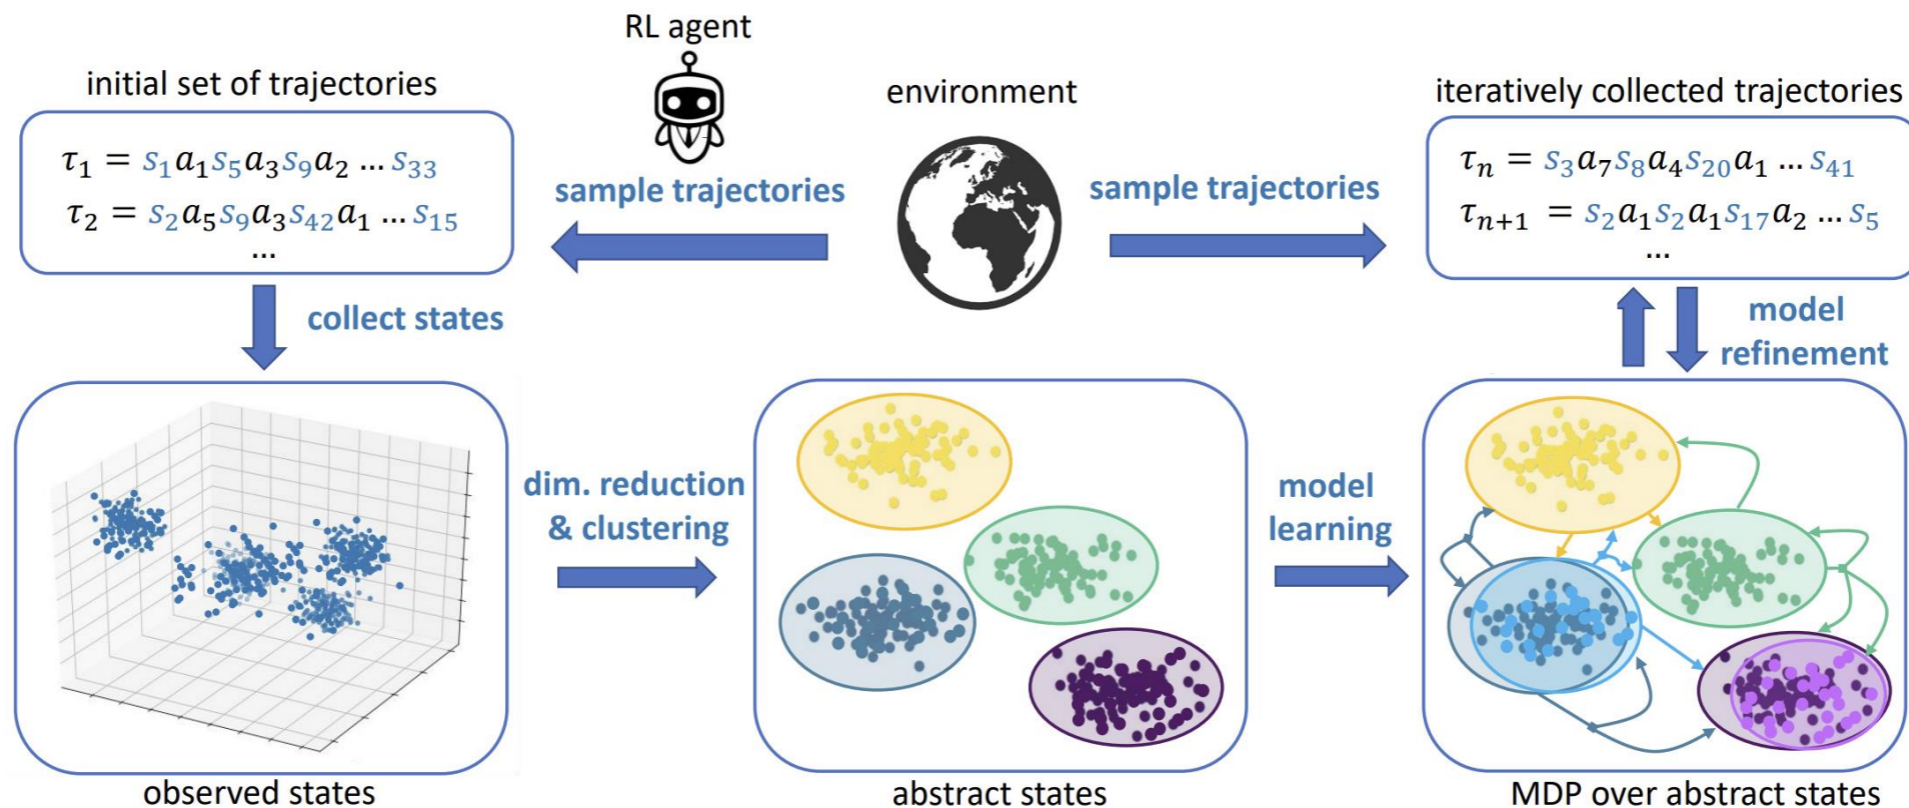 RL agent
initial set of trajectories
environment
iteratively collected trajectories
τ₁ = s₁a₁s₅a₃s₉a₂ ... s₃₃
τ₂ = s₂a₅s₉a₃s₄₂a₁ ... s₁₅
...
sample trajectories
sample trajectories
τₙ = s₃a₇s₈a₄s₂₀a₁ ... s₄₁
τₙ₊₁ = s₂a₁s₂a₁s₁₇a₂ ... s₅
...
collect states
model
refinement
dim. reduction
& clustering
model
learning
observed states
abstract states
MDP over abstract states